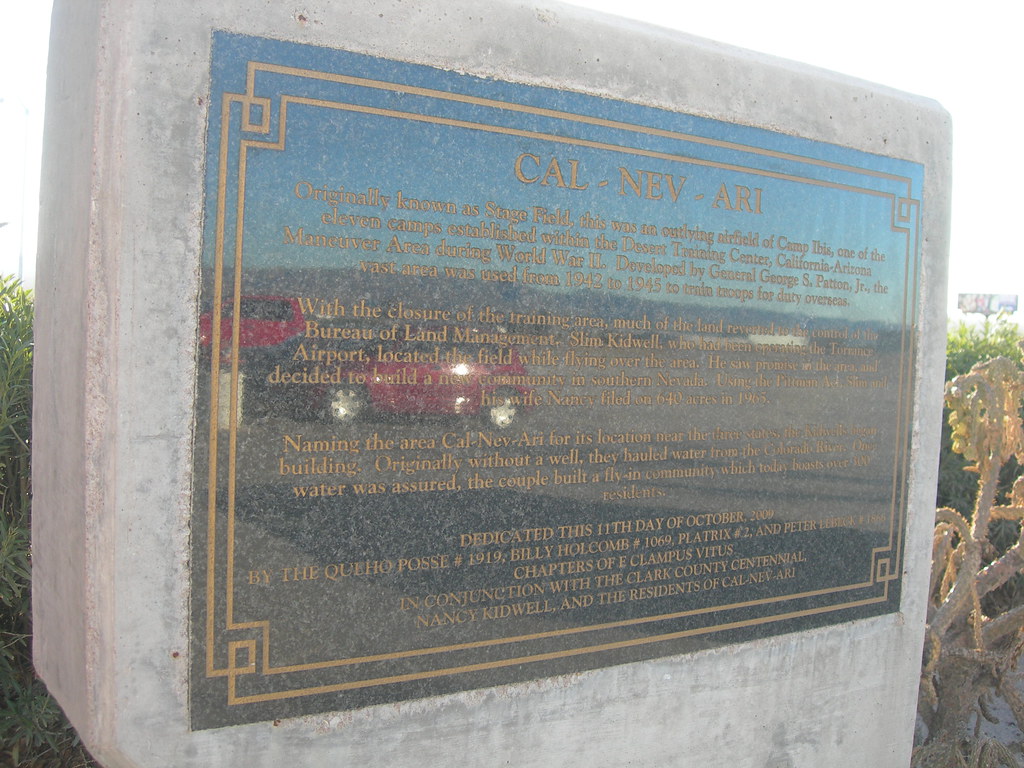 CAL - NEV - ARI
Originally known as Stage Field, this was an outlying airfield of Camp Ibis, one of the
eleven camps established within the Desert Training Center, California-Arizona
Maneuver Area during World War II. Developed by General George S. Patton, Jr., the
vast area was used from 1942 to 1945 to train troops for duty overseas.
With the closure of the training area, much of the land reverted to the control of the
Bureau of Land Management. Slim Kidwell, who had been operating the Torrance
Airport, located the field while flying over the area. He saw promise in the area, and
decided to build a new community in southern Nevada. Using the Pittman Act, Slim and
his wife Nancy filed on 640 acres in 1965.
Naming the area Cal-Nev-Ari for its location near the three states, the Kidwells began
building. Originally without a well, they hauled water from the Colorado River. After
water was assured, the couple built a fly-in community which today boasts over
residents.
DEDICATED THIS 11TH DAY OF OCTOBER, 2009
BY THE QUEHO POSSE # 1919, BILLY HOLCOMB # 1069, PLATRIX #2, AND PETER
CHAPTERS OF E CLAMPUS VITUS
IN CONJUNCTION WITH THE CLARK COUNTY CENTENNIAL,
NANCY KIDWELL, AND THE RESIDENTS OF CAL-NEV-ARI